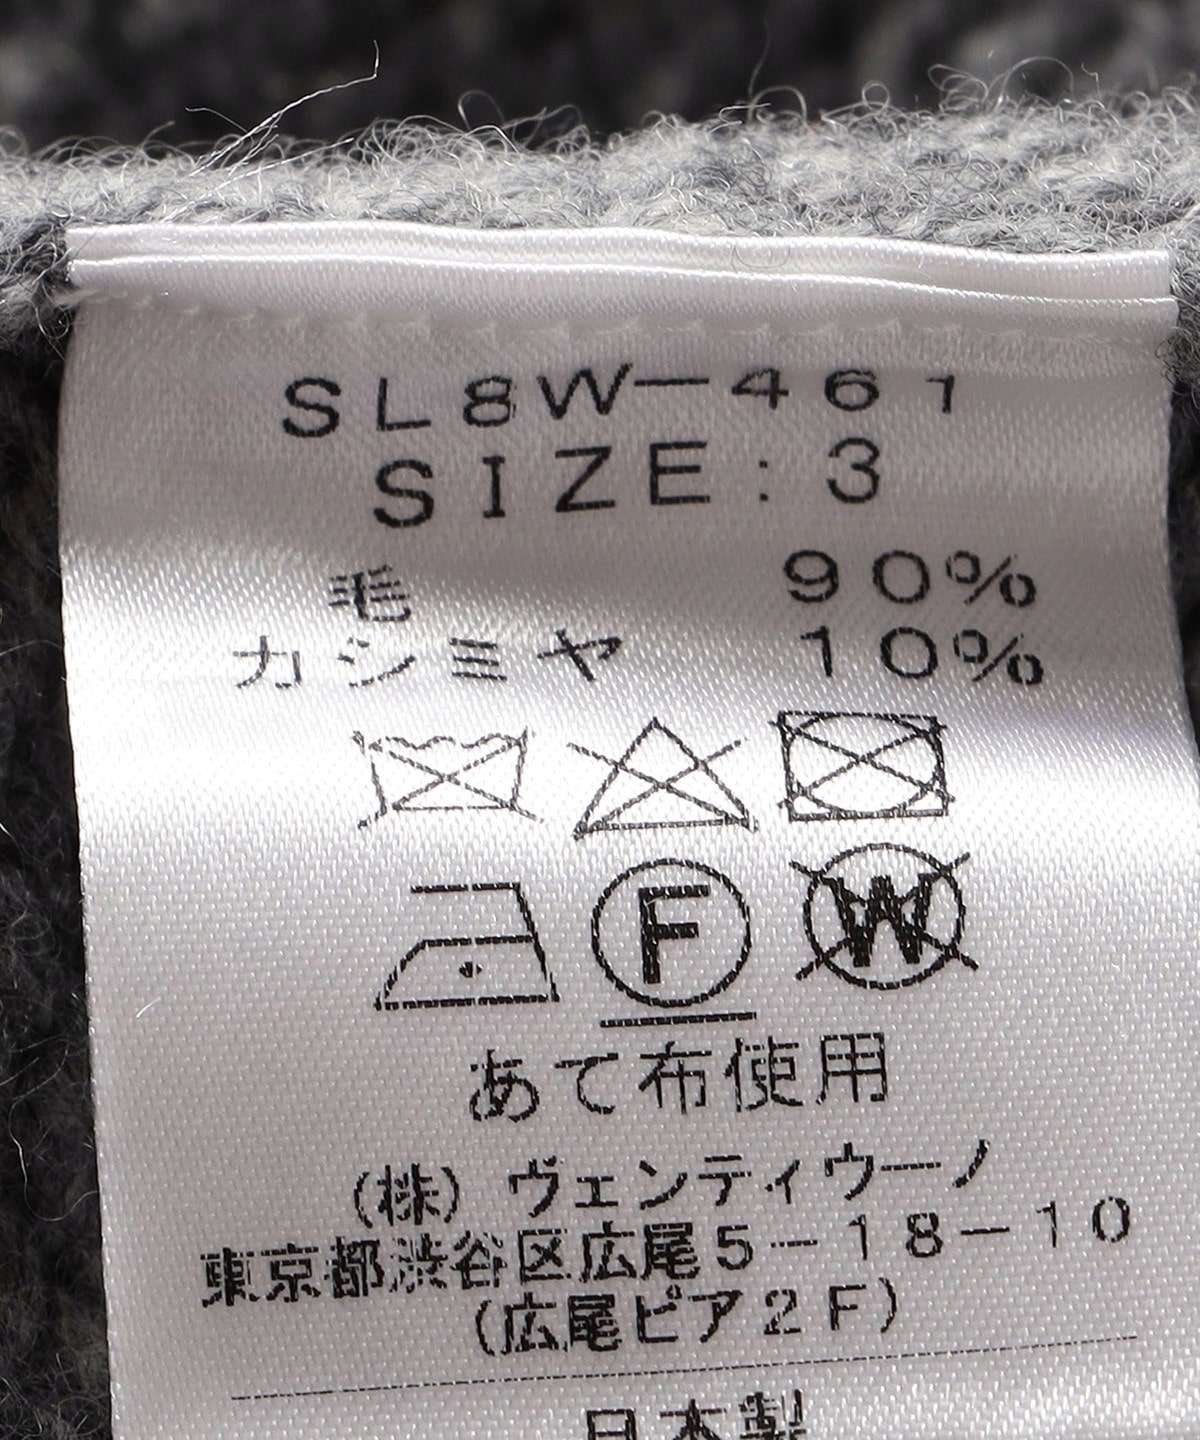 SL8W－461
SIZE：3
毛 90%
カシミヤ 10%
F W
あて布使用
(株) ヴェンティウーノ
東京都渋谷区広尾5－18－10
(広尾ピア2F)
日本製